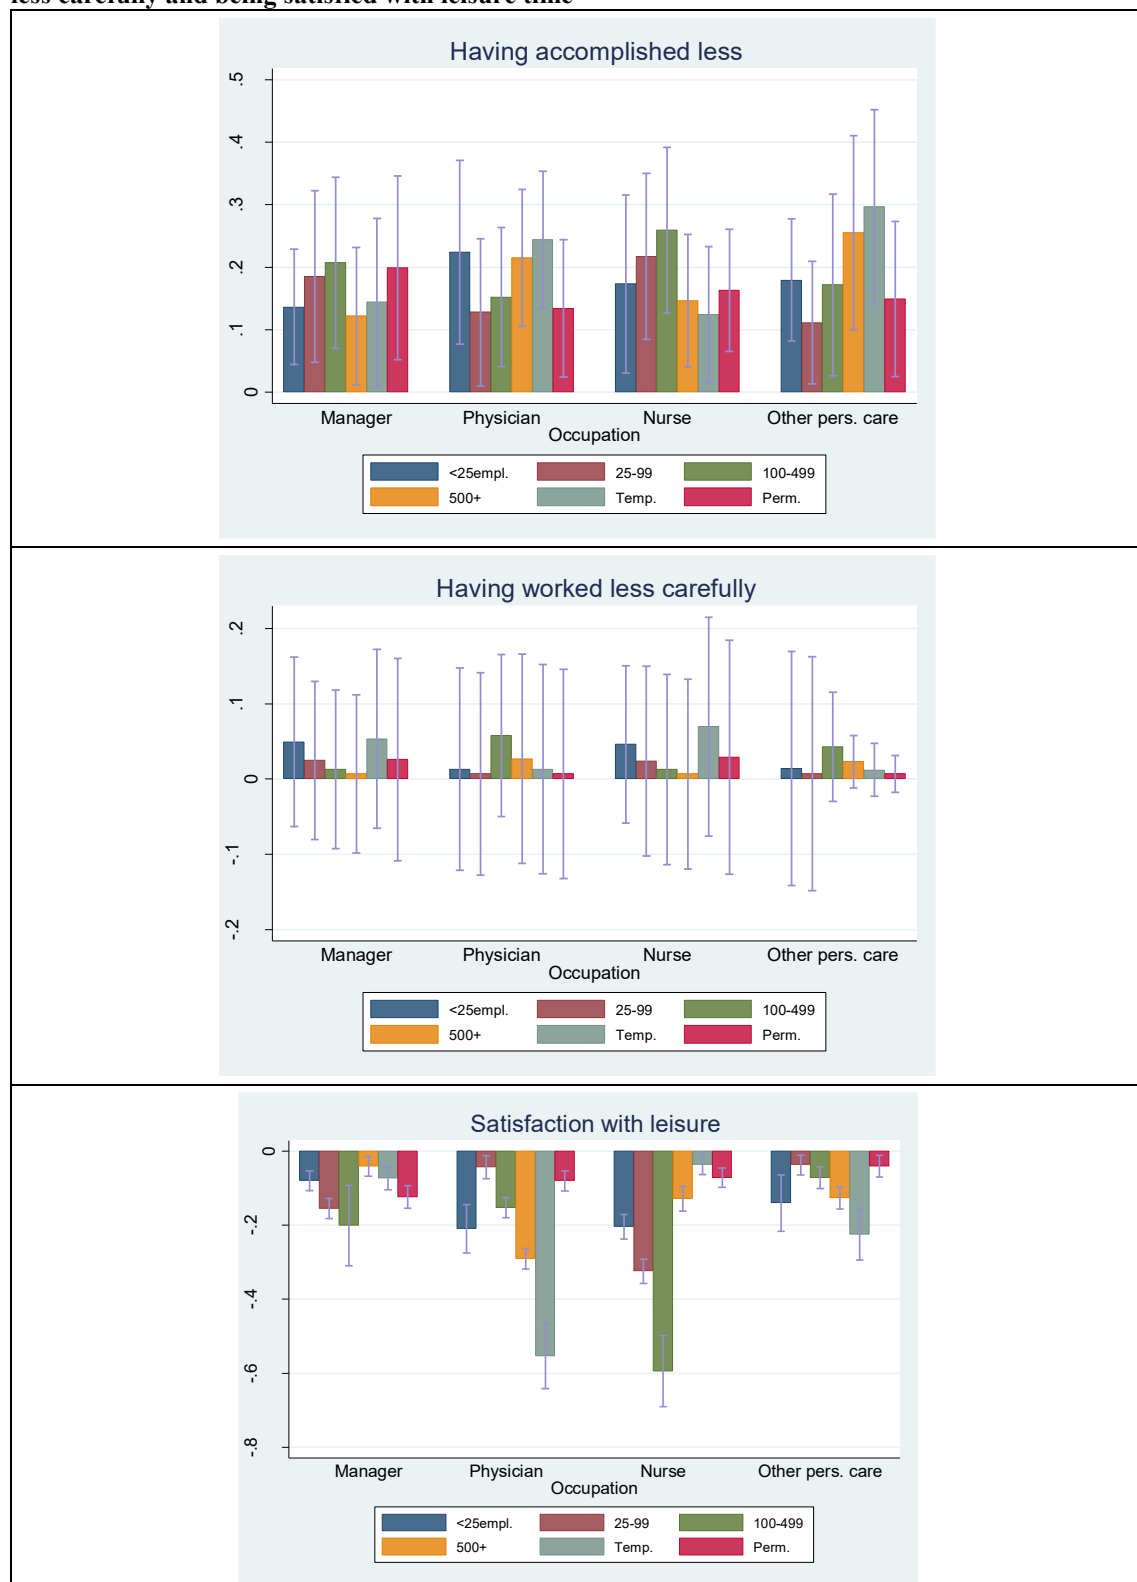 less carefully and being satisfied with leisure time
Having accomplished less
.5
.4
.3
.2
.1
0
Manager Physician Nurse Other pers. care
Occupation
<25empl. 25-99 100-499
500+ Temp. Perm.
Having worked less carefully
.2
.1
0
-.1
-.2
Manager Physician Nurse Other pers. care
Occupation
<25empl. 25-99 100-499
500+ Temp. Perm.
Satisfaction with leisure
0
-.2
-.4
-.6
-.8
Manager Physician Nurse Other pers. care
Occupation
<25empl. 25-99 100-499
500+ Temp. Perm.